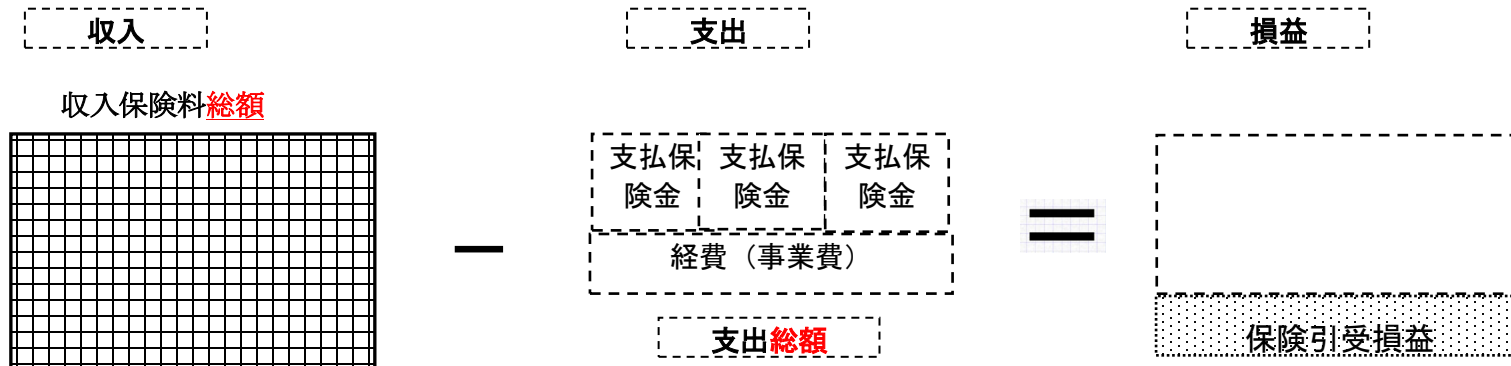 収入
支出
損益
収入保険料総額
支払保
険金
支払保
険金
支払保
険金
経費（事業費）
支出総額
保険引受損益